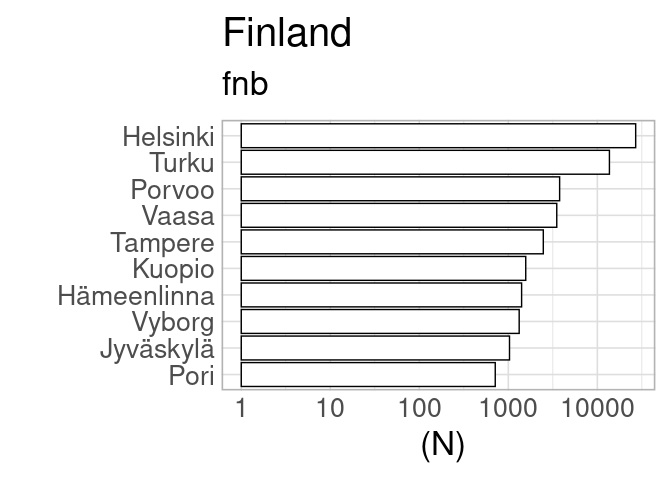 Finland
fnb
Helsinki
Turku
Porvoo
Vaasa
Tampere
Kuopio
Hämeenlinna
Vyborg
Jyväskylä
Pori
1 10 100 1000 10000
(N)